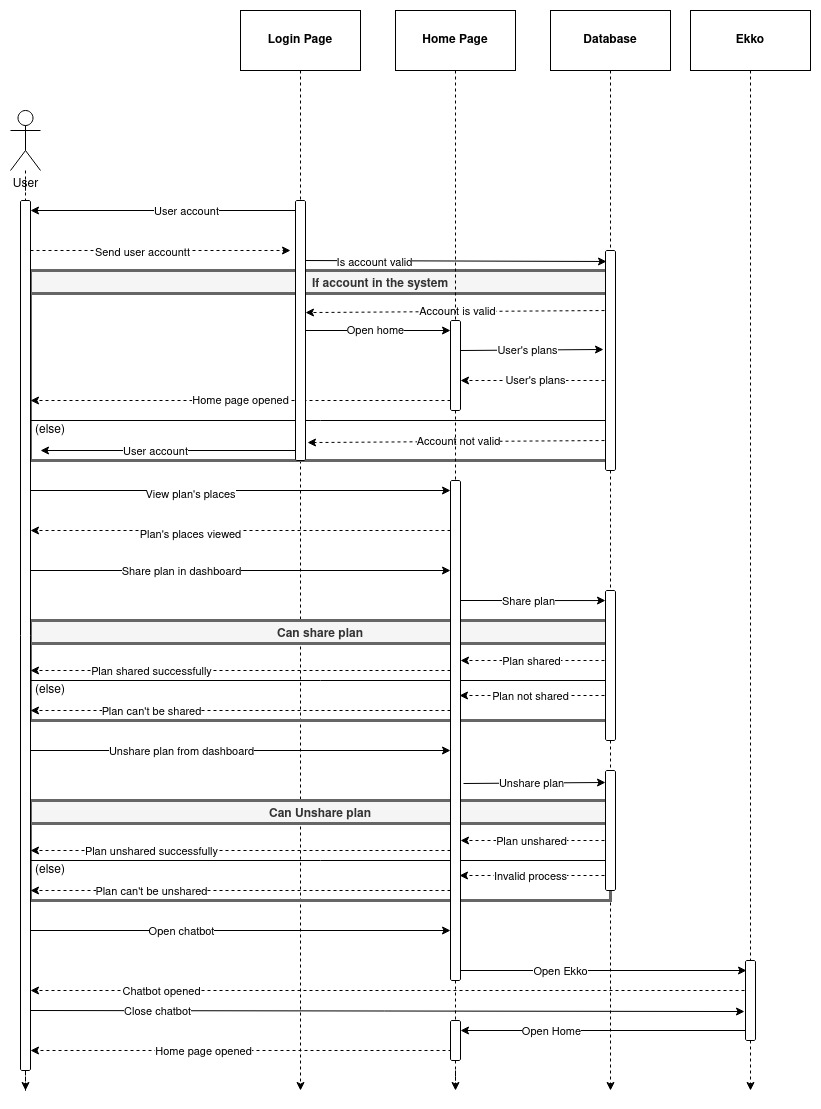 Login Page
Home Page
Database
Ekko
User
User account
Send user accountt
Is account valid
If account in the system
Account is valid
Open home
User's plans
User's plans
Home page opened
(else)
Account not valid
User account
View plan's places
Plan's places viewed
Share plan in dashboard
Share plan
Can share plan
Plan shared
Plan shared successfully
(else)
Plan not shared
Plan can't be shared
Unshare plan from dashboard
Unshare plan
Can Unshare plan
Plan unshared
Plan unshared successfully
(else)
Invalid process
Plan can't be unshared
Open chatbot
Open Ekko
Chatbot opened
Close chatbot
Open Home
Home page opened